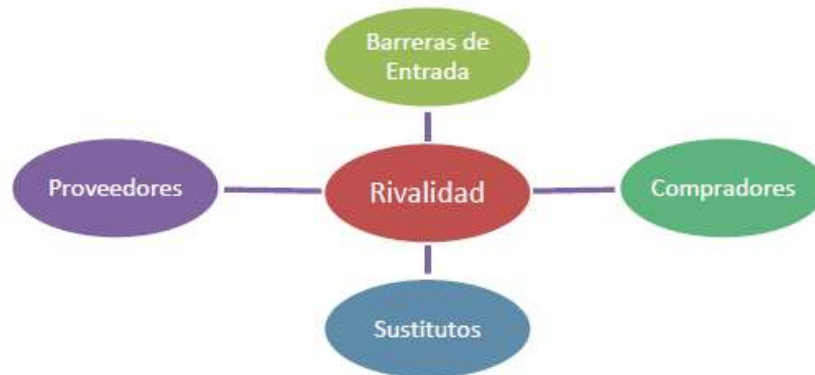 Barreras de
Entrada
Proveedores
Rivalidad
Compradores
Sustitutos